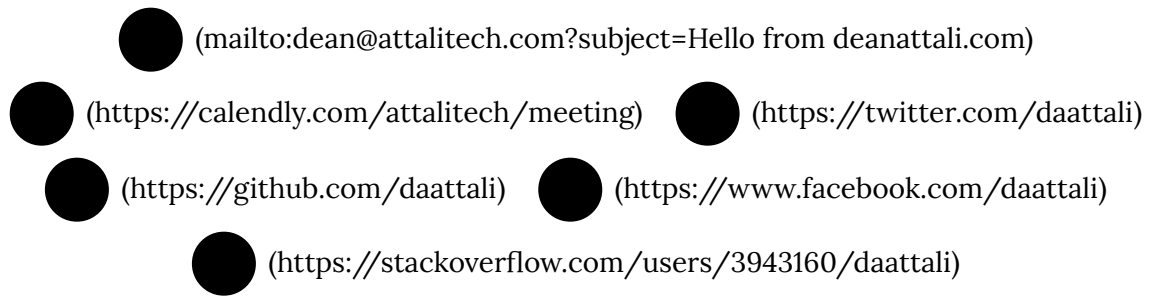 (mailto:dean@attalitech.com?subject=Hello from deanattali.com)
(https://calendly.com/attalitech/meeting) (https://twitter.com/daattali)
(https://github.com/daattali) (https://www.facebook.com/daattali)
(https://stackoverflow.com/users/3943160/daattali)